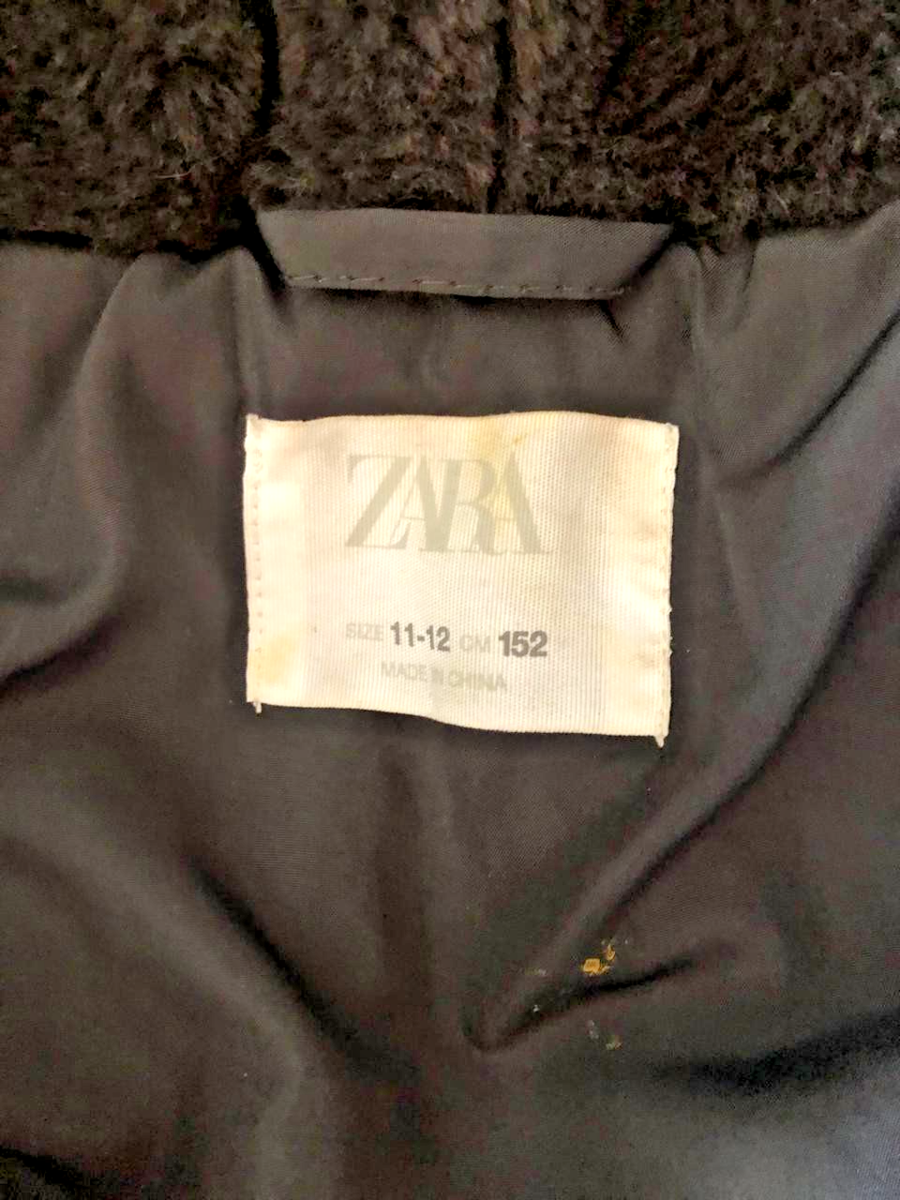 ZARA
SIZE 11-12 CM 152
MADE IN CHINA